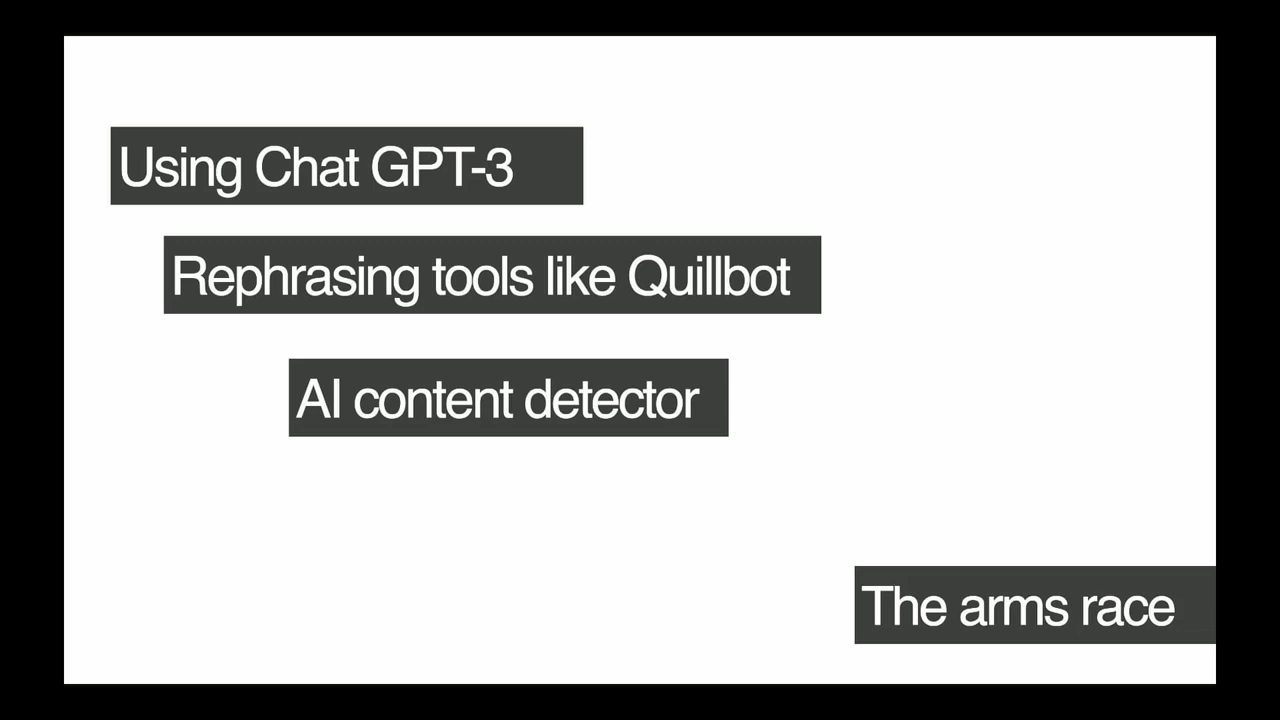 Using Chat GPT-3
Rephrasing tools like Quillbot
AI content detector
The arms race